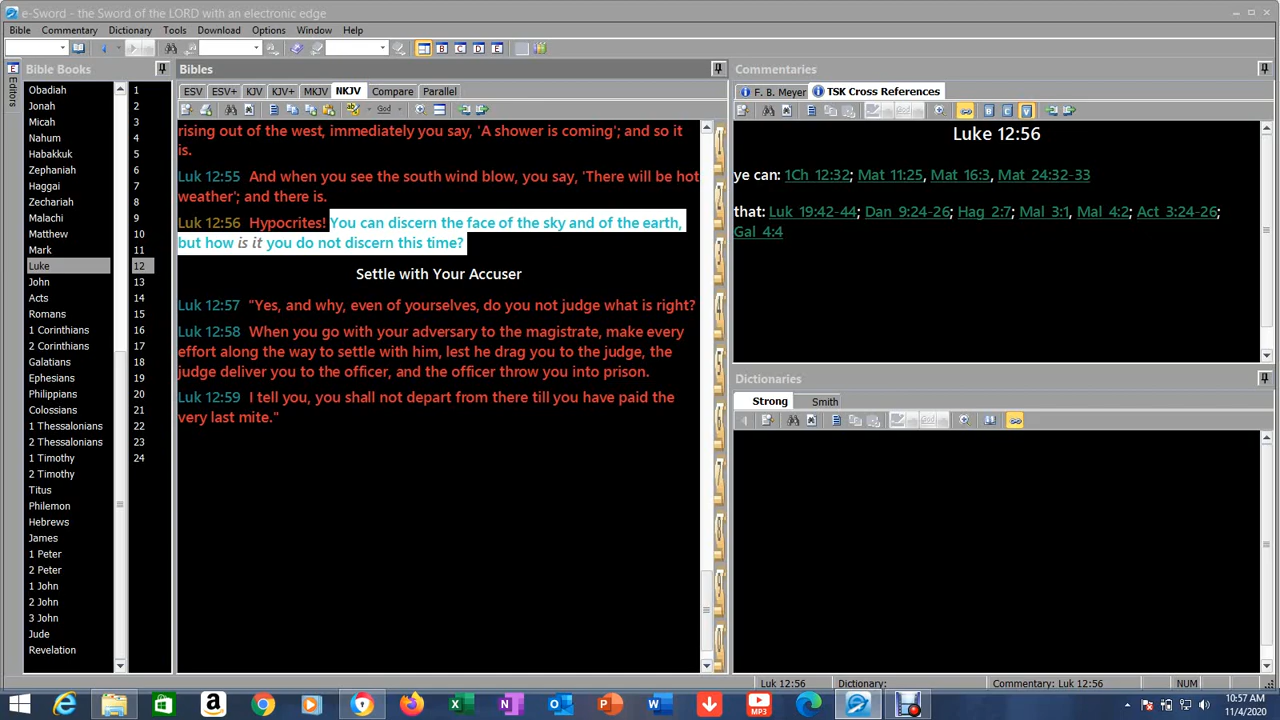 e-Sword - the Sword of the LORD with an electronic edge
Bible Commentary Dictionary Tools Download Options Window Help
B C D E
Editors
Bible Books
Obadiah 1
Jonah 2
Micah 3
Nahum 4
Habakkuk 5
Zephaniah 6
Haggai 7
Zechariah 8
Malachi 9
Matthew 10
Mark 11
Luke 12
John 13
Acts 14
Romans 15
1 Corinthians 16
2 Corinthians 17
Galatians 18
Ephesians 19
Philippians 20
Colossians 21
1 Thessalonians 22
2 Thessalonians 23
1 Timothy 24
2 Timothy
Titus
Philemon
Hebrews
James
1 Peter
2 Peter
1 John
2 John
3 John
Jude
Revelation
Bibles
ESV ESV+ KJV KJV+ MKJV NKJV Compare Parallel
God
rising out of the west, immediately you say, 'A shower is coming'; and so it
is.
Luk 12:55 And when you see the south wind blow, you say, 'There will be hot
weather'; and there is.
Luk 12:56 Hypocrites! You can discern the face of the sky and of the earth,
but how is it you do not discern this time?
Settle with Your Accuser
Luk 12:57 "Yes, and why, even of yourselves, do you not judge what is right?
Luk 12:58 When you go with your adversary to the magistrate, make every
effort along the way to settle with him, lest he drag you to the judge, the
judge deliver you to the officer, and the officer throw you into prison.
Luk 12:59 I tell you, you shall not depart from there till you have paid the
very last mite."
Commentaries
F. B. Meyer TSK Cross References
God B C V
Luke 12:56
ye can: 1Ch 12:32; Mat 11:25, Mat 16:3, Mat 24:32-33
that: Luk 19:42-44; Dan 9:24-26; Hag 2:7; Mal 3:1, Mal 4:2; Act 3:24-26;
Gal 4:4
Dictionaries
Strong Smith
God
Luk 12:56 Dictionary: Commentary: Luk 12:56 NUM
MP3
10:57 AM
11/4/2020